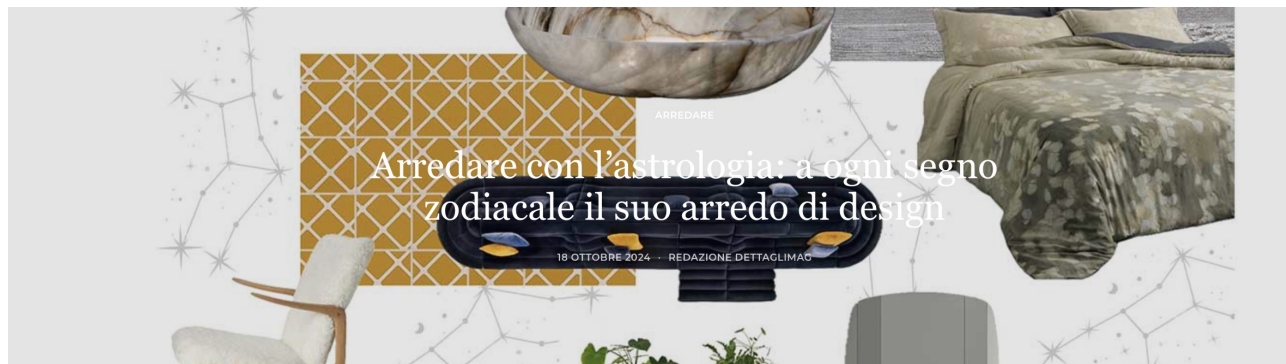 ARREDARE
Arredare con l’astrologia: a ogni segno
zodiacale il suo arredo di design
18 OTTOBRE 2024 · REDAZIONE DETTAGLIMAG